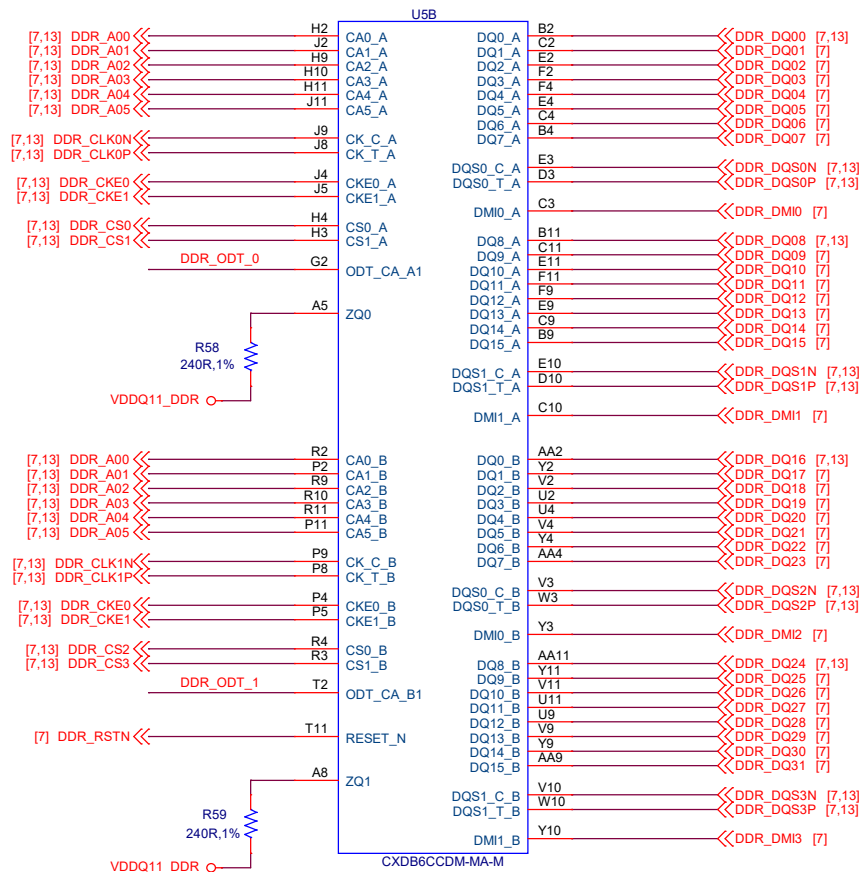 U5B
[7,13] DDR_A00 H2 CA0_A DQ0_A B2 DDR_DQ00 [7,13]
[7,13] DDR_A01 J2 CA1_A DQ1_A C2 DDR_DQ01 [7]
[7,13] DDR_A02 H9 CA2_A DQ2_A E2 DDR_DQ02 [7]
[7,13] DDR_A03 H10 CA3_A DQ3_A F2 DDR_DQ03 [7]
[7,13] DDR_A04 H11 CA4_A DQ4_A F4 DDR_DQ04 [7]
[7,13] DDR_A05 J11 CA5_A DQ5_A E4 DDR_DQ05 [7]
DQ6_A C4 DDR_DQ06 [7]
[7,13] DDR_CLK0N J9 CK_C_A DQ7_A B4 DDR_DQ07 [7]
[7,13] DDR_CLK0P J8 CK_T_A
DQS0_C_A E3 DDR_DQS0N [7,13]
[7,13] DDR_CKE0 J4 CKE0_A DQS0_T_A D3 DDR_DQS0P [7,13]
[7,13] DDR_CKE1 J5 CKE1_A
DMI0_A C3 DDR_DMI0 [7]
[7,13] DDR_CS0 H4 CS0_A
[7,13] DDR_CS1 H3 CS1_A DQ8_A B11 DDR_DQ08 [7,13]
DQ9_A C11 DDR_DQ09 [7]
DDR_ODT_0 G2 ODT_CA_A1 DQ10_A E11 DDR_DQ10 [7]
DQ11_A F11 DDR_DQ11 [7]
DQ12_A F9 DDR_DQ12 [7]
A5 ZQ0 DQ13_A E9 DDR_DQ13 [7]
DQ14_A C9 DDR_DQ14 [7]
DQ15_A B9 DDR_DQ15 [7]
R58
240R,1%
DQS1_C_A E10 DDR_DQS1N [7,13]
DQS1_T_A D10 DDR_DQS1P [7,13]
VDDQ11_DDR
DMI1_A C10 DDR_DMI1 [7]
[7,13] DDR_A00 R2 CA0_B DQ0_B AA2 DDR_DQ16 [7,13]
[7,13] DDR_A01 P2 CA1_B DQ1_B Y2 DDR_DQ17 [7]
[7,13] DDR_A02 R9 CA2_B DQ2_B V2 DDR_DQ18 [7]
[7,13] DDR_A03 R10 CA3_B DQ3_B U2 DDR_DQ19 [7]
[7,13] DDR_A04 R11 CA4_B DQ4_B U4 DDR_DQ20 [7]
[7,13] DDR_A05 P11 CA5_B DQ5_B V4 DDR_DQ21 [7]
DQ6_B Y4 DDR_DQ22 [7]
[7,13] DDR_CLK1N P9 CK_C_B DQ7_B AA4 DDR_DQ23 [7]
[7,13] DDR_CLK1P P8 CK_T_B
DQS0_C_B V3 DDR_DQS2N [7,13]
[7,13] DDR_CKE0 P4 CKE0_B DQS0_T_B W3 DDR_DQS2P [7,13]
[7,13] DDR_CKE1 P5 CKE1_B
DMI0_B Y3 DDR_DMI2 [7]
[7,13] DDR_CS2 R4 CS0_B
[7,13] DDR_CS3 R3 CS1_B DQ8_B AA11 DDR_DQ24 [7,13]
DQ9_B Y11 DDR_DQ25 [7]
DDR_ODT_1 T2 ODT_CA_B1 DQ10_B V11 DDR_DQ26 [7]
DQ11_B U11 DDR_DQ27 [7]
DQ12_B U9 DDR_DQ28 [7]
[7] DDR_RSTN T11 RESET_N DQ13_B V9 DDR_DQ29 [7]
DQ14_B Y9 DDR_DQ30 [7]
DQ15_B AA9 DDR_DQ31 [7]
A8 ZQ1
DQS1_C_B V10 DDR_DQS3N [7,13]
DQS1_T_B W10 DDR_DQS3P [7,13]
R59
240R,1%
DMI1_B Y10 DDR_DMI3 [7]
VDDQ11_DDR
CXDB6CCDM-MA-M